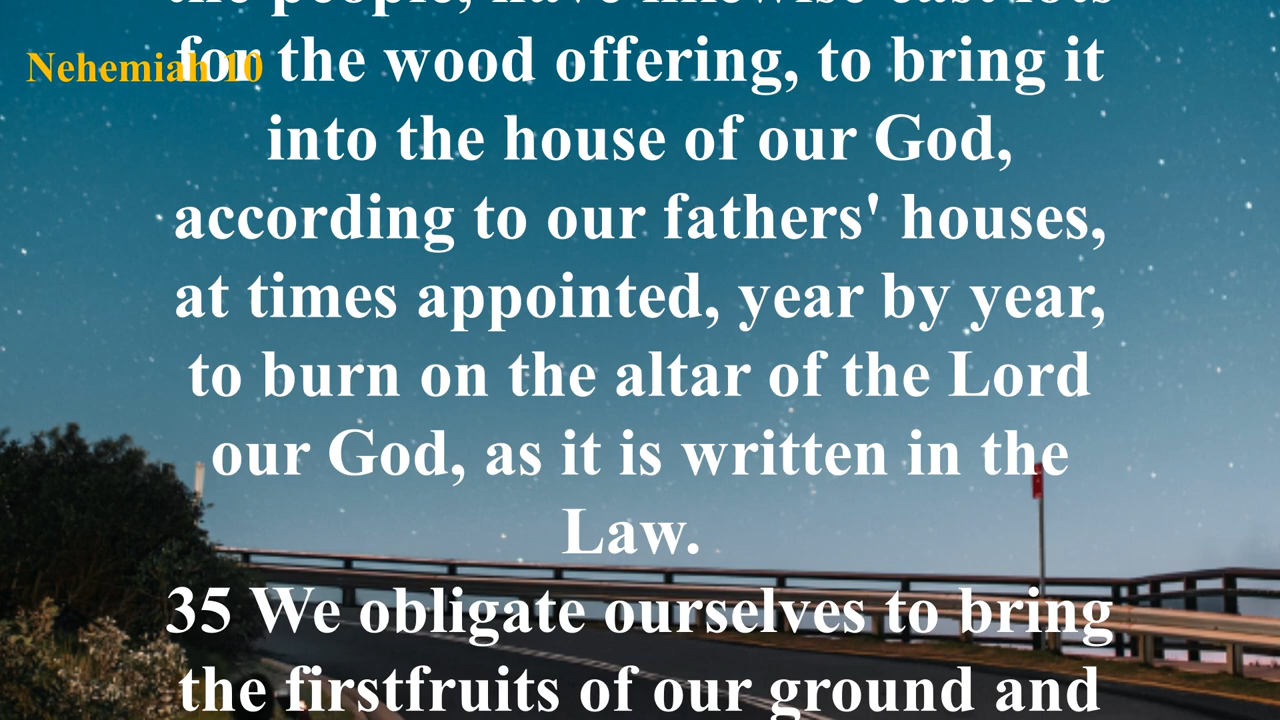 the people, have likewise cast lots
Nehemiah 10
for the wood offering, to bring it
into the house of our God,
according to our fathers' houses,
at times appointed, year by year,
to burn on the altar of the Lord
our God, as it is written in the
Law.
35 We obligate ourselves to bring
the firstfruits of our ground and